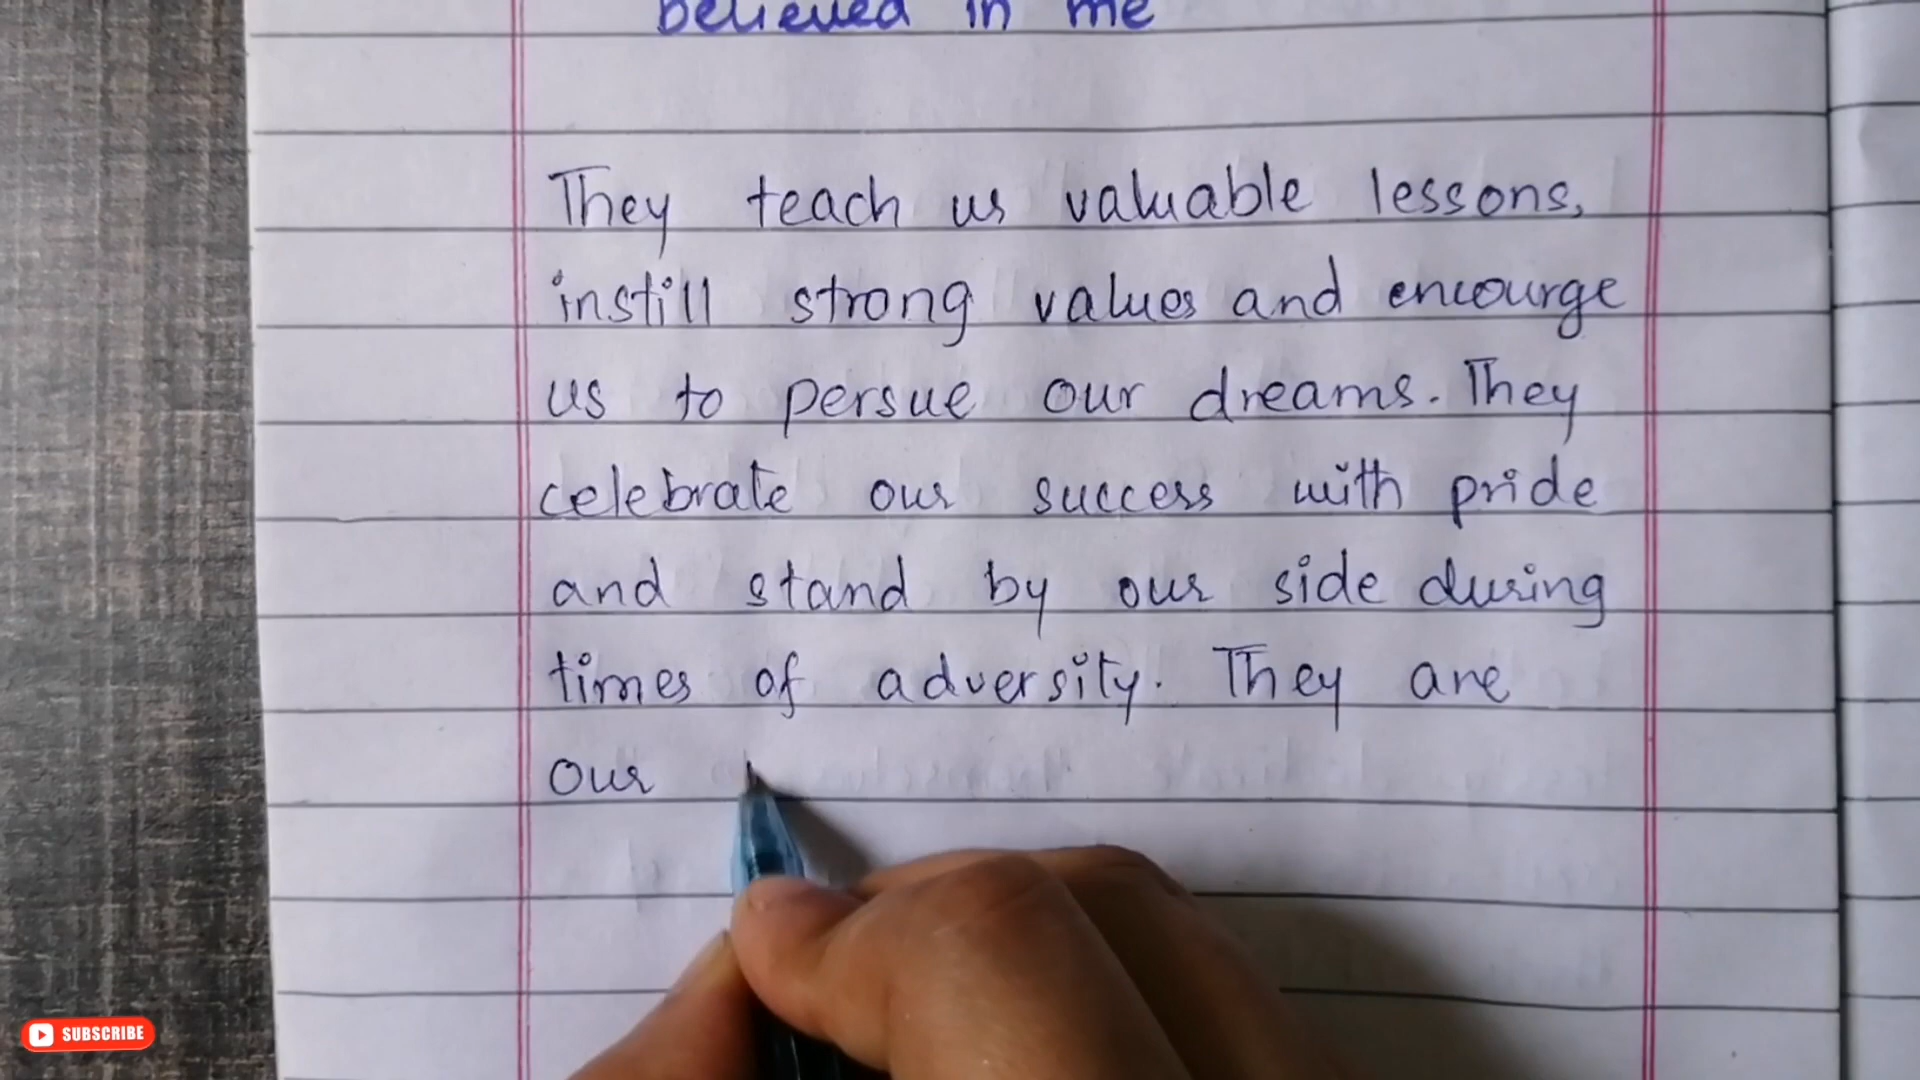 believed in me
They teach us valuable lessons,
instill strong values and encourge
us to persue our dreams. They
celebrate our success with pride
and stand by our side during
times of adversity. They are
our
SUBSCRIBE